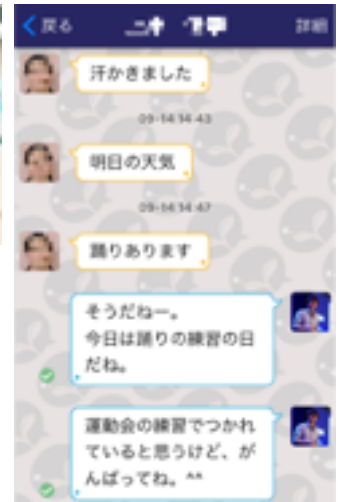 戻る
詳細
汗かきました
09-14 14:43
明日の天気
09-14 14:47
踊りあります
そうだねー。
今日は踊りの練習の日
だね。
運動会の練習でつかれ
ていると思うけど、が
んばってね。^^